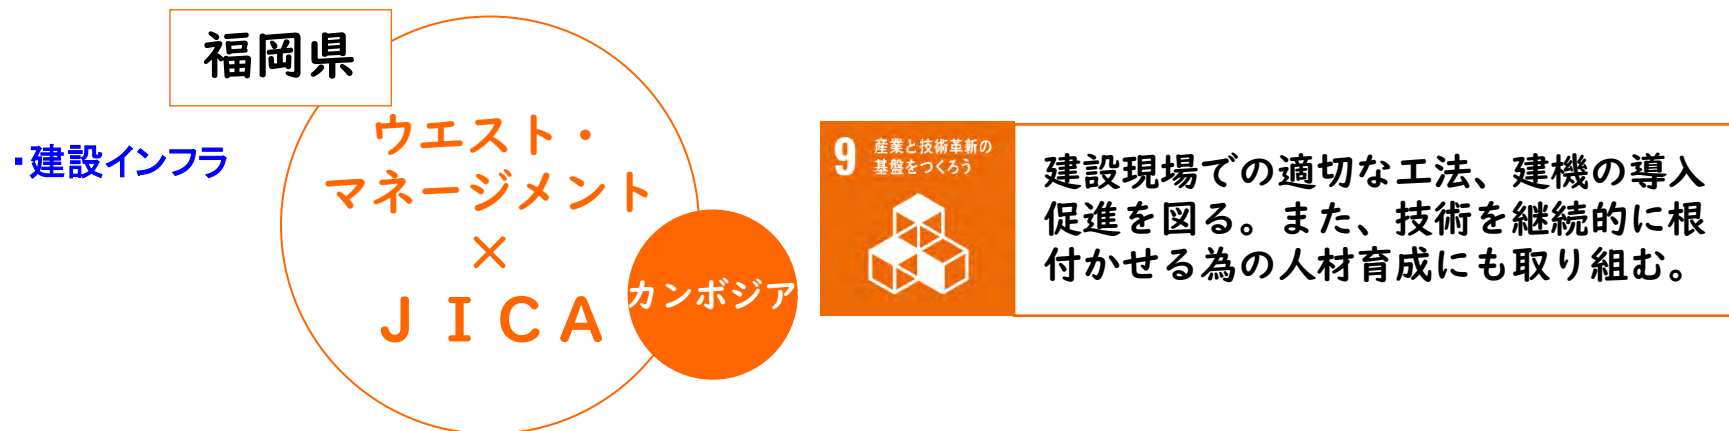 福岡県
・建設インフラ
ウエスト・
マネージメント
×
ＪＩＣＡ
カンボジア
9 産業と技術革新の
基盤をつくろう
建設現場での適切な工法、建機の導入
促進を図る。また、技術を継続的に根
付かせる為の人材育成にも取り組む。